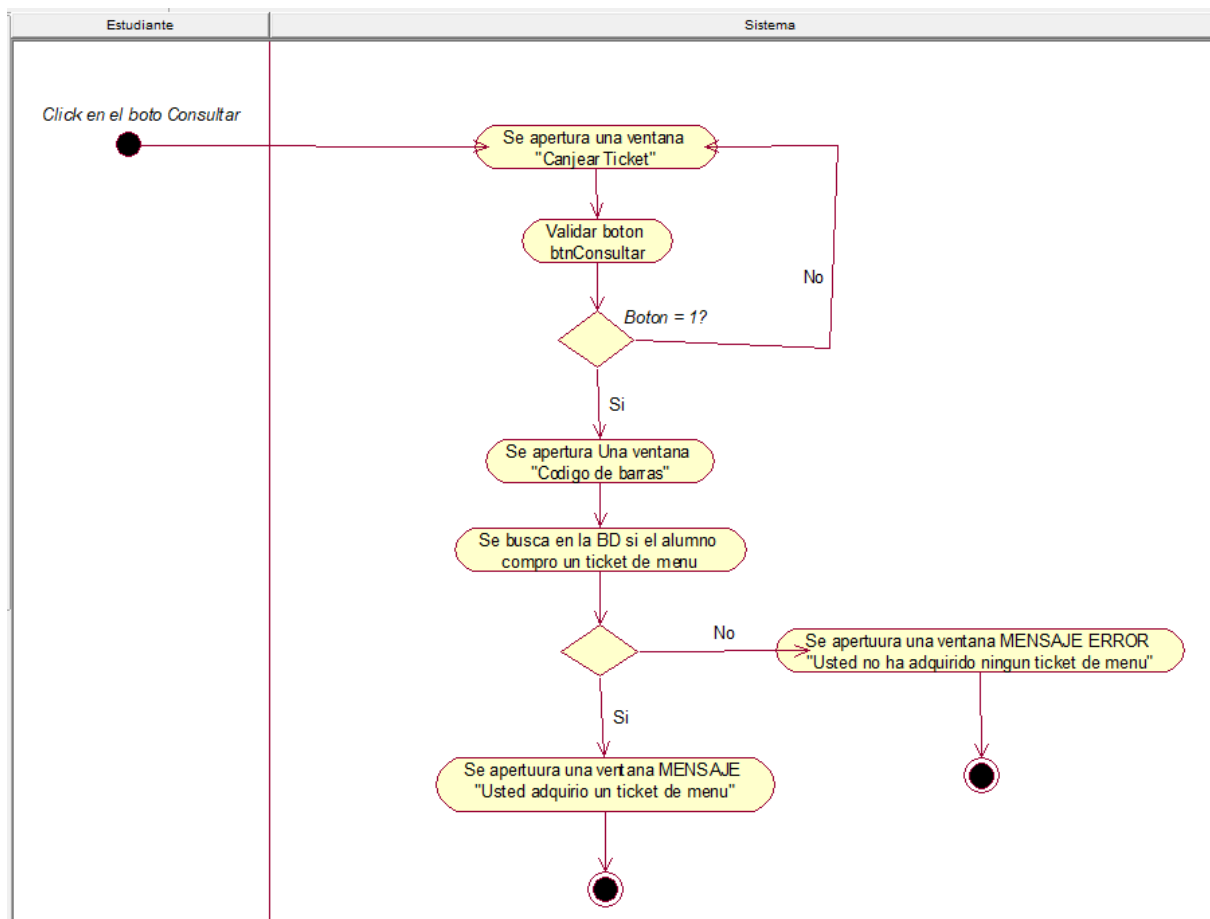 Estudiante
Sistema
Click en el boto Consultar
Se apertura una ventana
"Canjear Ticket"
Validar boton
btnConsultar
No
Boton = 1?
Si
Se apertura Una ventana
"Codigo de barras"
Se busca en la BD si el alumno
compro un ticket de menu
No
Se apertuura una ventana MENSAJE ERROR
"Usted no ha adquirido ningun ticket de menu"
Si
Se apertuura una ventana MENSAJE
"Usted adquirio un ticket de menu"